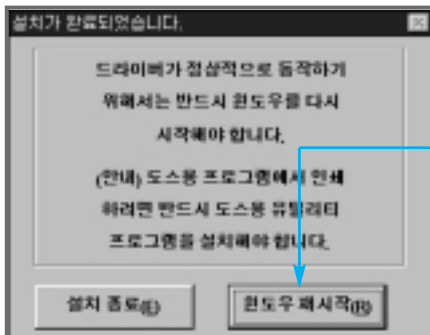 설치가 완료되었습니다.
드라이버가 정상적으로 동작하기
위해서는 반드시 윈도우를 다시
시작해야 합니다.
(안내) 도스용 프로그램에서 인쇄
하려면 반드시 도스용 유틸리티
프로그램을 설치해야 합니다.
설치 종료(E)
윈도우 재시작(R)